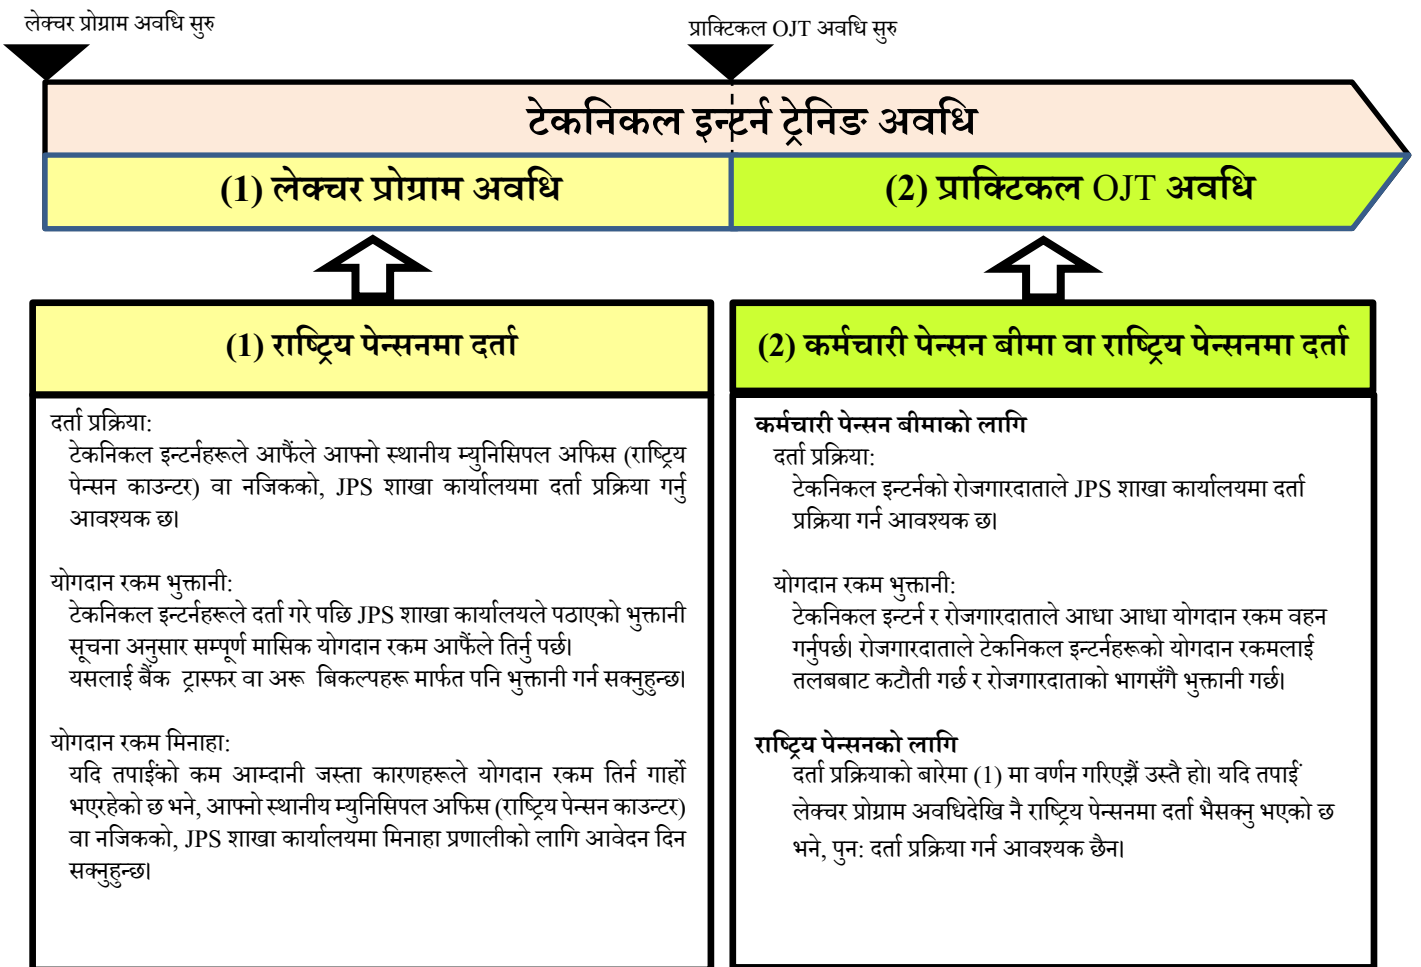 लेक्चर प्रोग्राम अवधि सुरु
प्राक्टिकल OJT अवधि सुरु
टेकनिकल इन्टर्न ट्रेनिङ अवधि
(1) लेक्चर प्रोग्राम अवधि
(2) प्राक्टिकल OJT अवधि
(1) राष्ट्रिय पेन्सनमा दर्ता
दर्ता प्रक्रिया:
टेकनिकल इन्टर्नहरूले आफैंले आफ्नो स्थानीय म्युनिसिपल अफिस (राष्ट्रिय
पेन्सन काउन्टर) वा नजिकको, JPS शाखा कार्यालयमा दर्ता प्रक्रिया गर्नु
आवश्यक छ।
योगदान रकम भुक्तानी:
टेकनिकल इन्टर्नहरूले दर्ता गरे पछि JPS शाखा कार्यालयले पठाएको भुक्तानी
सूचना अनुसार सम्पूर्ण मासिक योगदान रकम आफैंले तिर्नु पर्छ।
यसलाई बैंक ट्रास्फर वा अरू बिकल्पहरू मार्फत पनि भुक्तानी गर्न सक्नुहुन्छ।
योगदान रकम मिनाहा:
यदि तपाईंको कम आम्दानी जस्ता कारणहरूले योगदान रकम तिर्न गार्हो
भएरहेको छ भने, आफ्नो स्थानीय म्युनिसिपल अफिस (राष्ट्रिय पेन्सन काउन्टर)
वा नजिकको, JPS शाखा कार्यालयमा मिनाहा प्रणालीको लागि आवेदन दिन
सक्नुहुन्छ।
(2) कर्मचारी पेन्सन बीमा वा राष्ट्रिय पेन्सनमा दर्ता
कर्मचारी पेन्सन बीमाको लागि
दर्ता प्रक्रिया:
टेकनिकल इन्टर्नको रोजगारदाताले JPS शाखा कार्यालयमा दर्ता
प्रक्रिया गर्न आवश्यक छ।
योगदान रकम भुक्तानी:
टेकनिकल इन्टर्न र रोजगारदाताले आधा आधा योगदान रकम वहन
गर्नुपर्छ। रोजगारदाताले टेकनिकल इन्टर्नहरूको योगदान रकमलाई
तलबबाट कटौती गर्छ र रोजगारदाताको भागसँगै भुक्तानी गर्छ।
राष्ट्रिय पेन्सनको लागि
दर्ता प्रक्रियाको बारेमा (1) मा वर्णन गरिएझैं उस्तै हो। यदि तपाईं
लेक्चर प्रोग्राम अवधिदेखि नै राष्ट्रिय पेन्सनमा दर्ता भैसक्नु भएको छ
भने, पुन: दर्ता प्रक्रिया गर्न आवश्यक छैन।